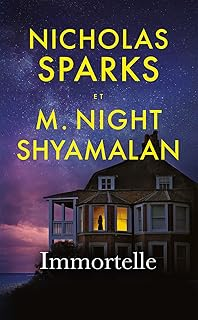 NICHOLAS
SPARKS
ET
M. NIGHT
SHYAMALAN
Immortelle